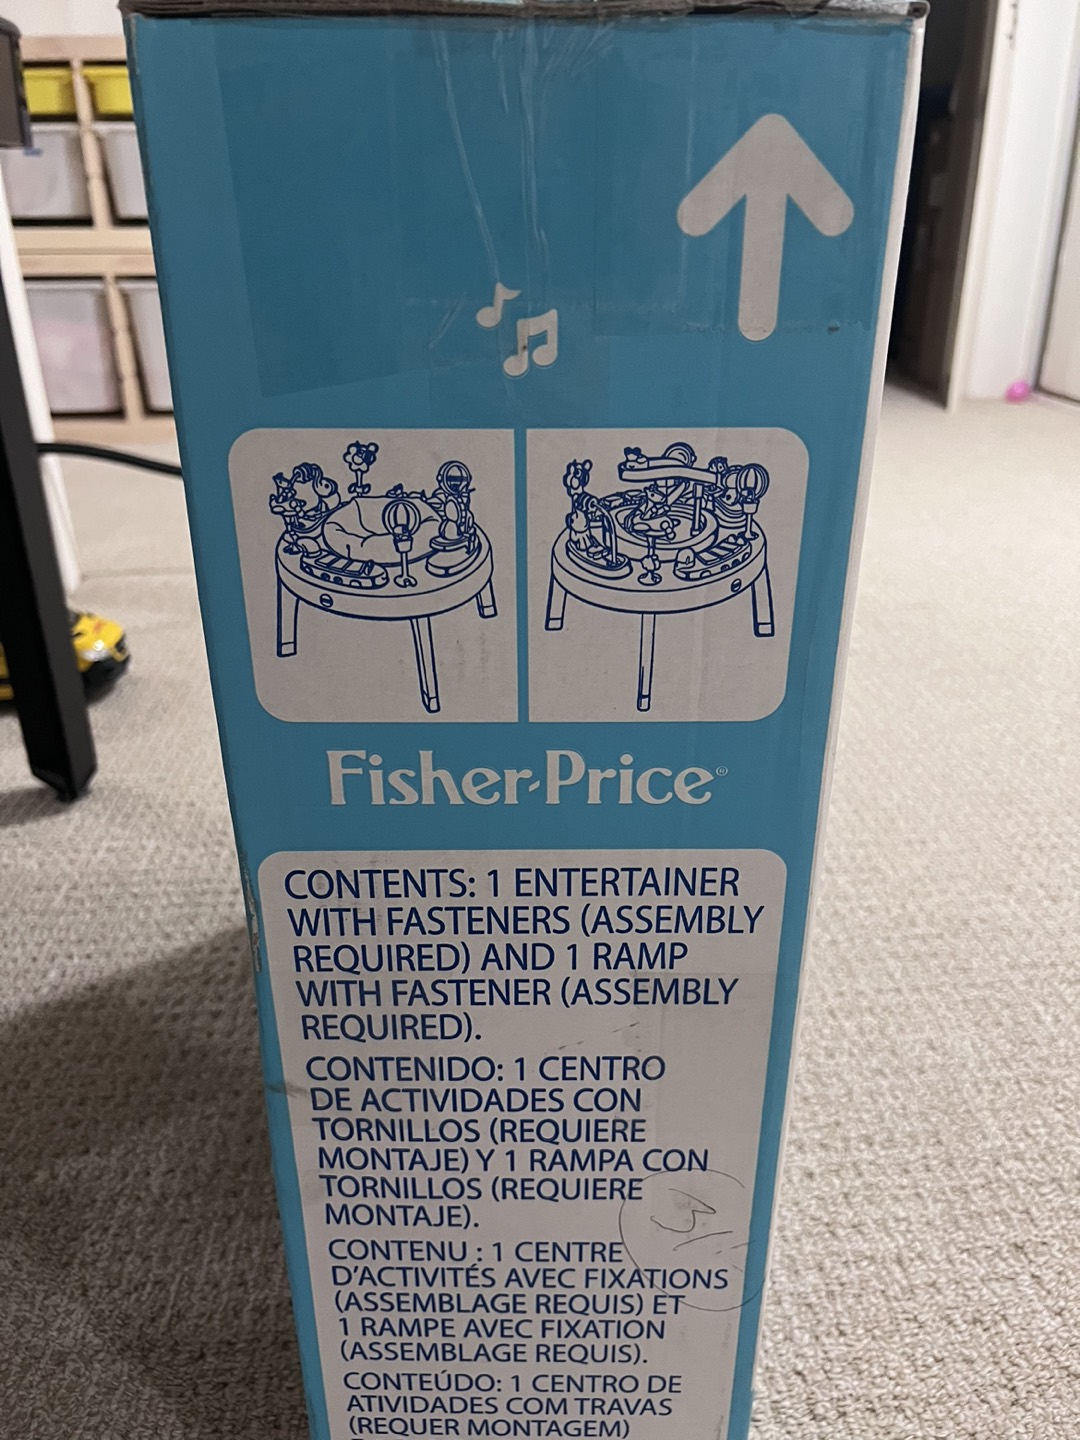 Fisher-Price®
CONTENTS: 1 ENTERTAINER
WITH FASTENERS (ASSEMBLY
REQUIRED) AND 1 RAMP
WITH FASTENER (ASSEMBLY
REQUIRED).
CONTENIDO: 1 CENTRO
DE ACTIVIDADES CON
TORNILLOS (REQUIERE
MONTAJE) Y 1 RAMPA CON
TORNILLOS (REQUIERE
MONTAJE).
CONTENU : 1 CENTRE
D'ACTIVITÉS AVEC FIXATIONS
(ASSEMBLAGE REQUIS) ET
1 RAMPE AVEC FIXATION
(ASSEMBLAGE REQUIS).
CONTEÚDO: 1 CENTRO DE
ATIVIDADES COM TRAVAS
(REQUER MONTAGEM)